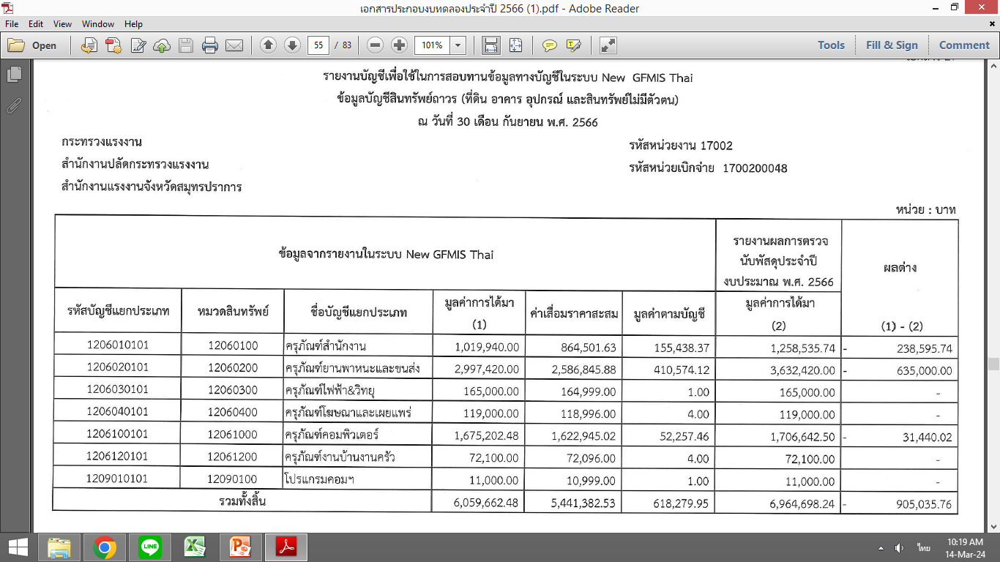 เอกสารประกอบงบทดลองประจำปี 2566 (1).pdf - Adobe Reader
File Edit View Window Help
Open 55 / 83 101% Tools Fill & Sign Comment
รายงานบัญชีเพื่อใช้ในการสอบทานข้อมูลทางบัญชีในระบบ New GFMIS Thai
ข้อมูลบัญชีสินทรัพย์ถาวร (ที่ดิน อาคาร อุปกรณ์ และสินทรัพย์ไม่มีตัวตน)
ณ วันที่ 30 เดือน กันยายน พ.ศ. 2566
กระทรวงแรงงาน รหัสหน่วยงาน 17002
สำนักงานปลัดกระทรวงแรงงาน รหัสหน่วยเบิกจ่าย 1700200048
สำนักงานแรงงานจังหวัดสมุทรปราการ
หน่วย : บาท
ข้อมูลจากรายงานในระบบ New GFMIS Thai
รายงานผลการตรวจ
นับพัสดุประจำปี
งบประมาณ พ.ศ. 2566
ผลต่าง
รหัสบัญชีแยกประเภท หมวดสินทรัพย์ ชื่อบัญชีแยกประเภท มูลค่าการได้มา ค่าเสื่อมราคาสะสม มูลค่าตามบัญชี มูลค่าการได้มา
(1) (2) (1) - (2)
1206010101 12060100 ครุภัณฑ์สำนักงาน 1,019,940.00 864,501.63 155,438.37 1,258,535.74 - 238,595.74
1206020101 12060200 ครุภัณฑ์ยานพาหนะและขนส่ง 2,997,420.00 2,586,845.88 410,574.12 3,632,420.00 - 635,000.00
1206030101 12060300 ครุภัณฑ์ไฟฟ้า&วิทยุ 165,000.00 164,999.00 1.00 165,000.00 -
1206040101 12060400 ครุภัณฑ์โฆษณาและเผยแพร่ 119,000.00 118,996.00 4.00 119,000.00 -
1206100101 12061000 ครุภัณฑ์คอมพิวเตอร์ 1,675,202.48 1,622,945.02 52,257.46 1,706,642.50 - 31,440.02
1206120101 12061200 ครุภัณฑ์งานบ้านงานครัว 72,100.00 72,096.00 4.00 72,100.00 -
1209010101 12090100 โปรแกรมคอมฯ 11,000.00 10,999.00 1.00 11,000.00 -
รวมทั้งสิ้น 6,059,662.48 5,441,382.53 618,279.95 6,964,698.24 - 905,035.76
LINE ไทย 10:19 AM
14-Mar-24